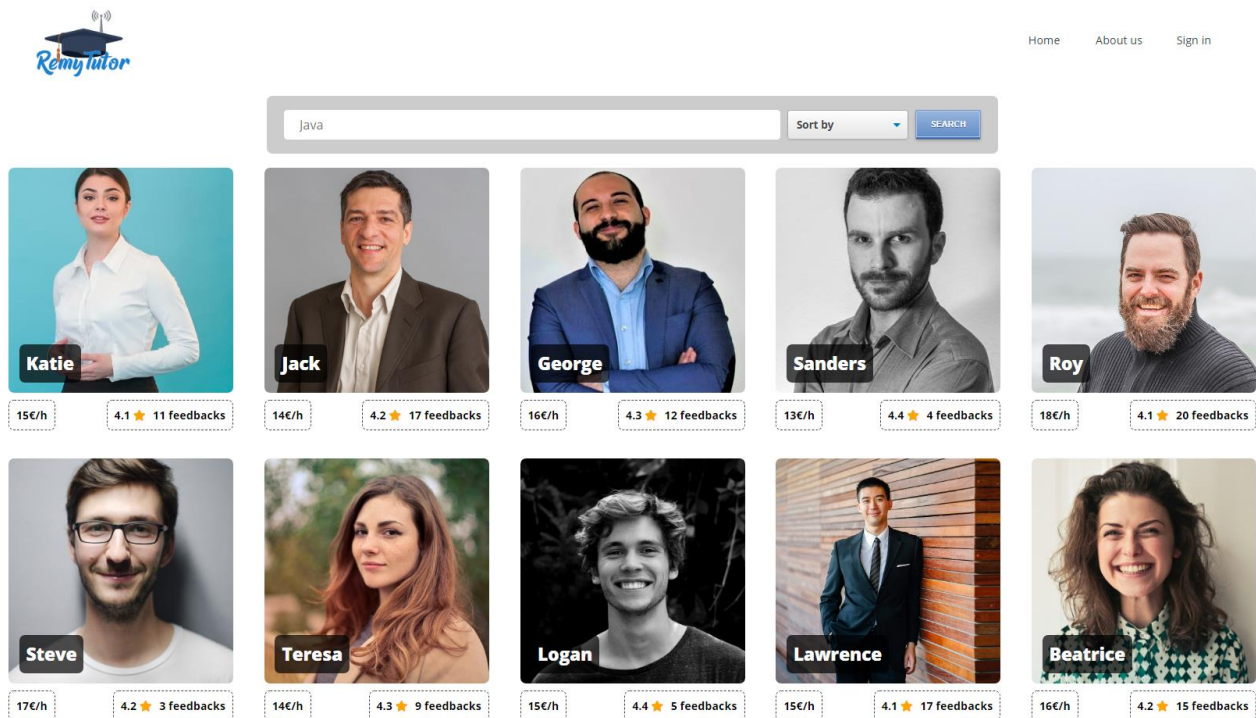 RemyTutor
Home About us Sign in
Java Sort by SEARCH
Katie Jack George Sanders Roy
15€/h 4.1 11 feedbacks 14€/h 4.2 17 feedbacks 16€/h 4.3 12 feedbacks 13€/h 4.4 4 feedbacks 18€/h 4.1 20 feedbacks
Steve Teresa Logan Lawrence Beatrice
17€/h 4.2 3 feedbacks 14€/h 4.3 9 feedbacks 15€/h 4.4 5 feedbacks 15€/h 4.1 17 feedbacks 16€/h 4.2 15 feedbacks